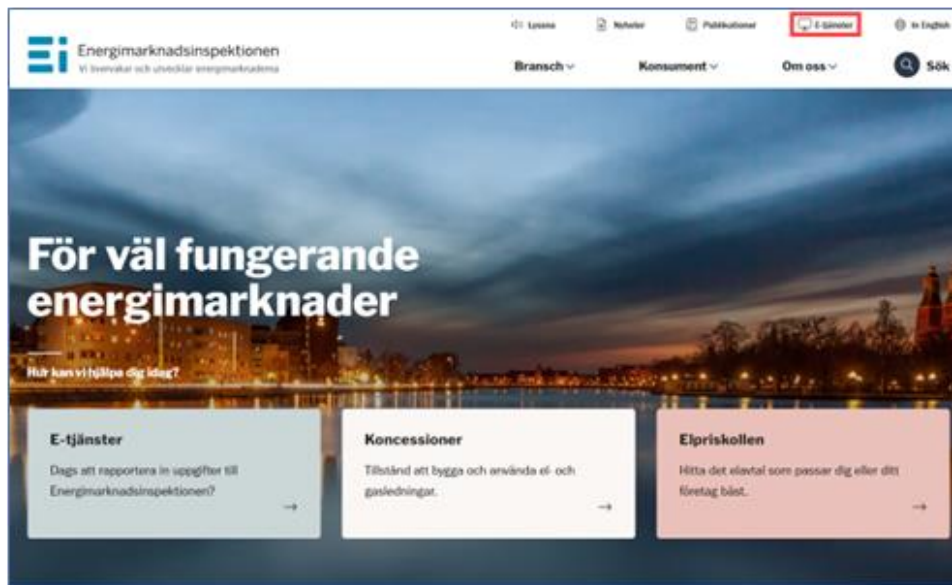 Lyssna Nyheter Publikationer E-tjänster In English
Ei Energimarknadsinspektionen
Vi övervakar och utvecklar energimarknaderna
Bransch Konsument Om oss Sök
För väl fungerande
energimarknader
Hur kan vi hjälpa dig idag?
E-tjänster
Dags att rapportera in uppgifter till
Energimarknadsinspektionen?
Koncessioner
Tillstånd att bygga och använda el- och
gasledningar.
Elpriskollen
Hitta det elavtal som passar dig eller ditt
företag bäst.